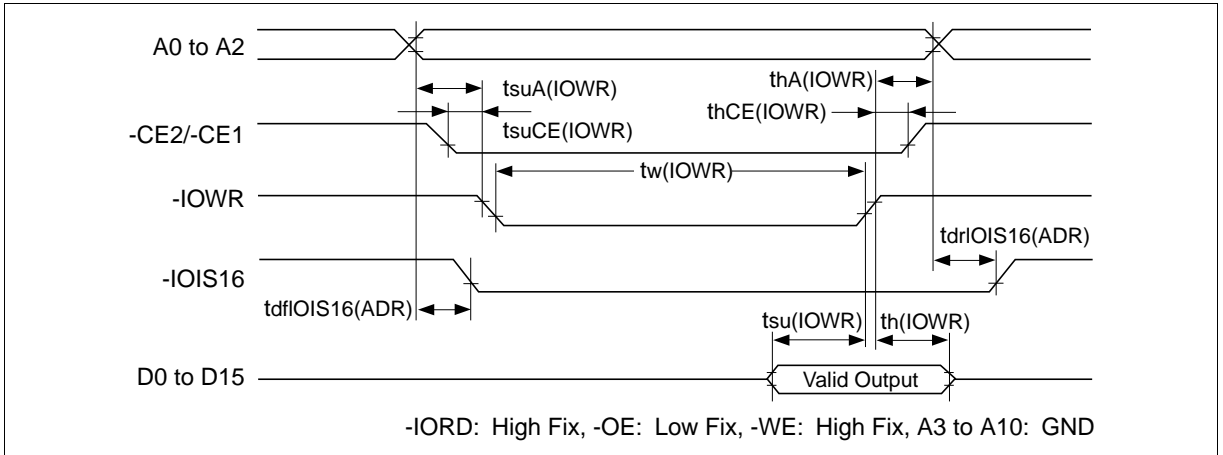 A0 to A2
tsuA(IOWR)
thA(IOWR)
thCE(IOWR)
-CE2/-CE1
tsuCE(IOWR)
tw(IOWR)
-IOWR
tdrIOIS16(ADR)
-IOIS16
tdfIOIS16(ADR)
tsu(IOWR)
th(IOWR)
D0 to D15
Valid Output
-IORD: High Fix, -OE: Low Fix, -WE: High Fix, A3 to A10: GND